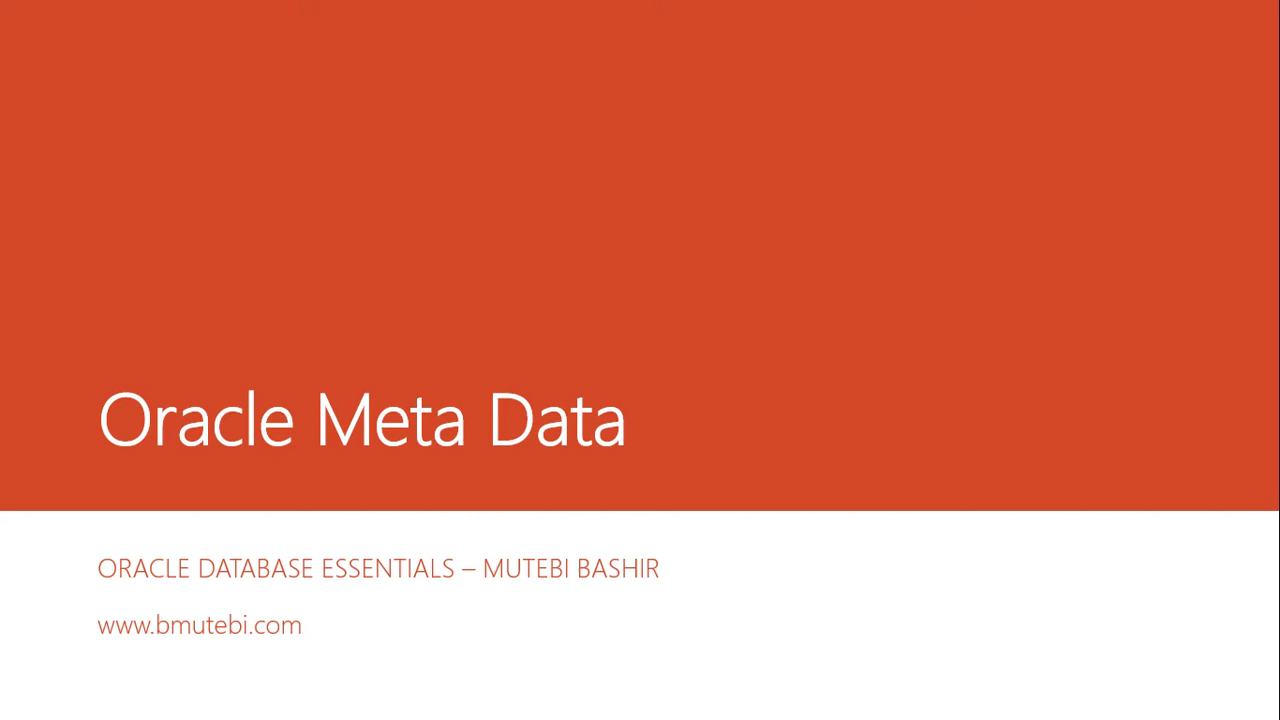 Oracle Meta Data
ORACLE DATABASE ESSENTIALS – MUTEBI BASHIR
www.bmutebi.com